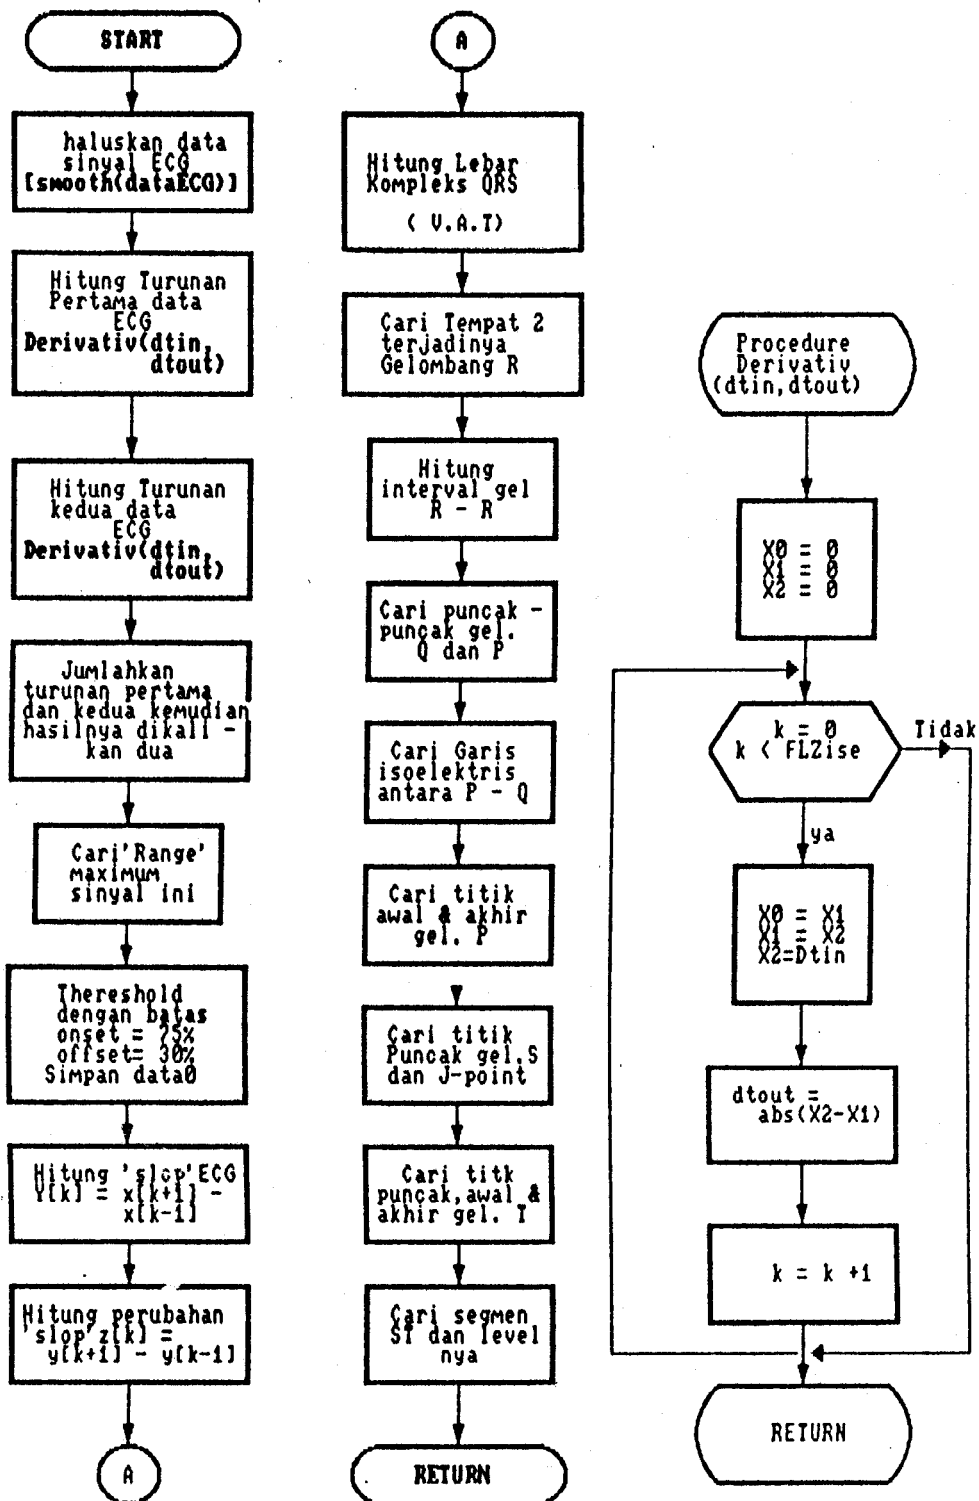 START
haluskan data
sinyal ECG
[smooth(dataECG)]
Hitung Turunan
Pertama data
ECG
Derivativ(dtin,
dtout)
Hitung Turunan
kedua data
ECG
Derivativ(dtin,
dtout)
Jumlahkan
turunan pertama
dan kedua kemudian
hasilnya dikali -
kan dua
Cari'Range'
maximum
sinyal ini
Thereshold
dengan batas
onset = 75%
offset= 30%
Simpan data0
Hitung 'slop'ECG
Y[k] = x[k+1] -
x[k-1]
Hitung perubahan
'slop'z[k] =
y[k+1] - y[k-1]
A
A
Hitung Lebar
Kompleks QRS
( V.A.T)
Cari Tempat 2
terjadinya
Gelombang R
Hitung
interval gel
R - R
Cari puncak -
puncak gel.
Q dan P
Cari Garis
isoelektris
antara P - Q
Cari titik
awal & akhir
gel. P
Cari titik
Puncak gel.S
dan J-point
Cari titk
puncak,awal &
akhir gel. T
Cari segmen
ST dan level
nya
RETURN
Procedure
Derivativ
(dtin,dtout)
X0 = 0
X1 = 0
X2 = 0
k = 0
k < FLZise
Tidak
ya
X0 = X1
X1 = X2
X2=Dtin
dtout =
abs(X2-X1)
k = k +1
RETURN